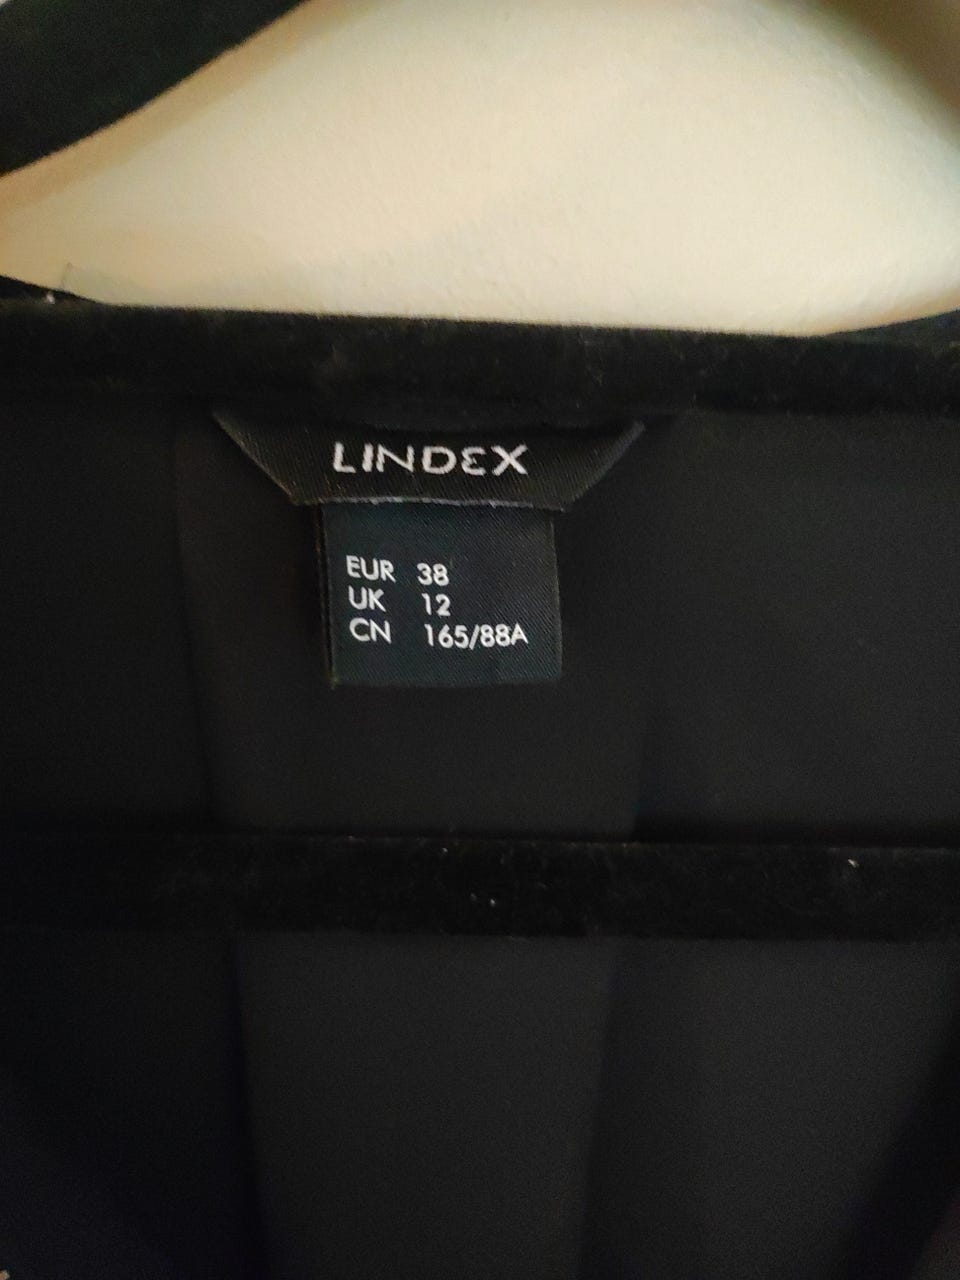 LINDEX
EUR 38
UK 12
CN 165/88A